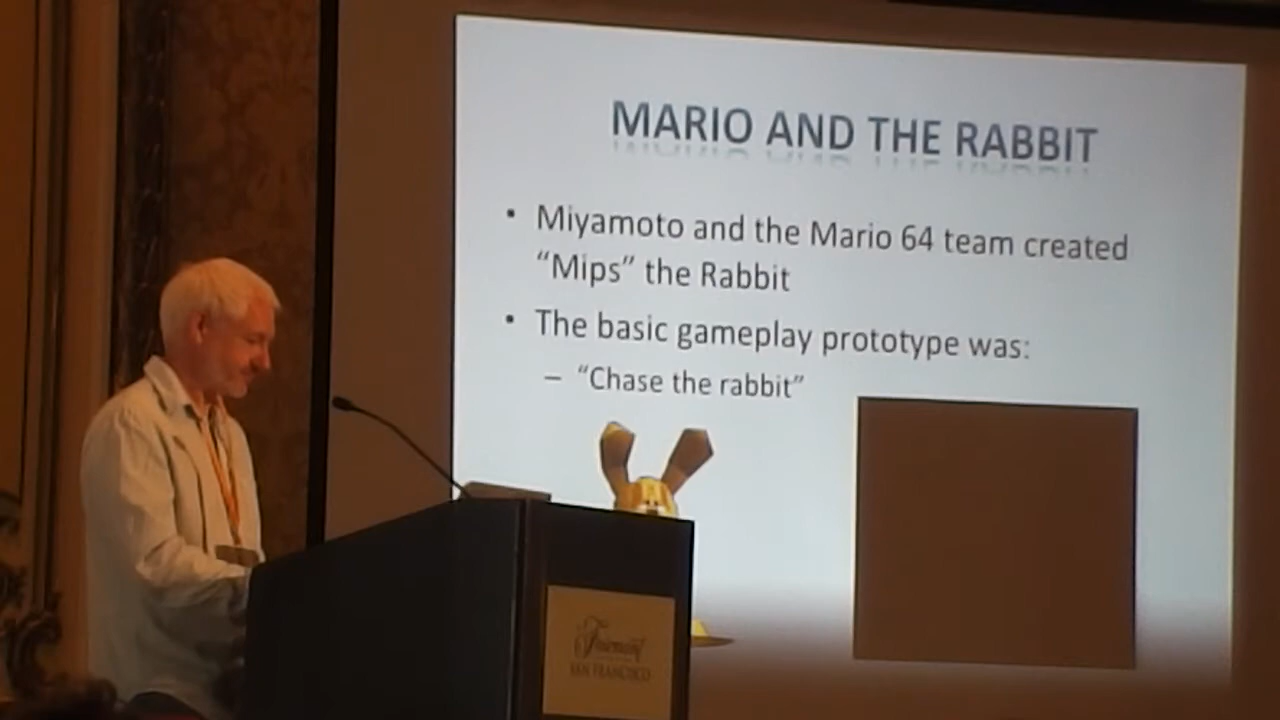 MARIO AND THE RABBIT
• Miyamoto and the Mario 64 team created
“Mips” the Rabbit
• The basic gameplay prototype was:
– “Chase the rabbit”
Fairmont
SAN FRANCISCO